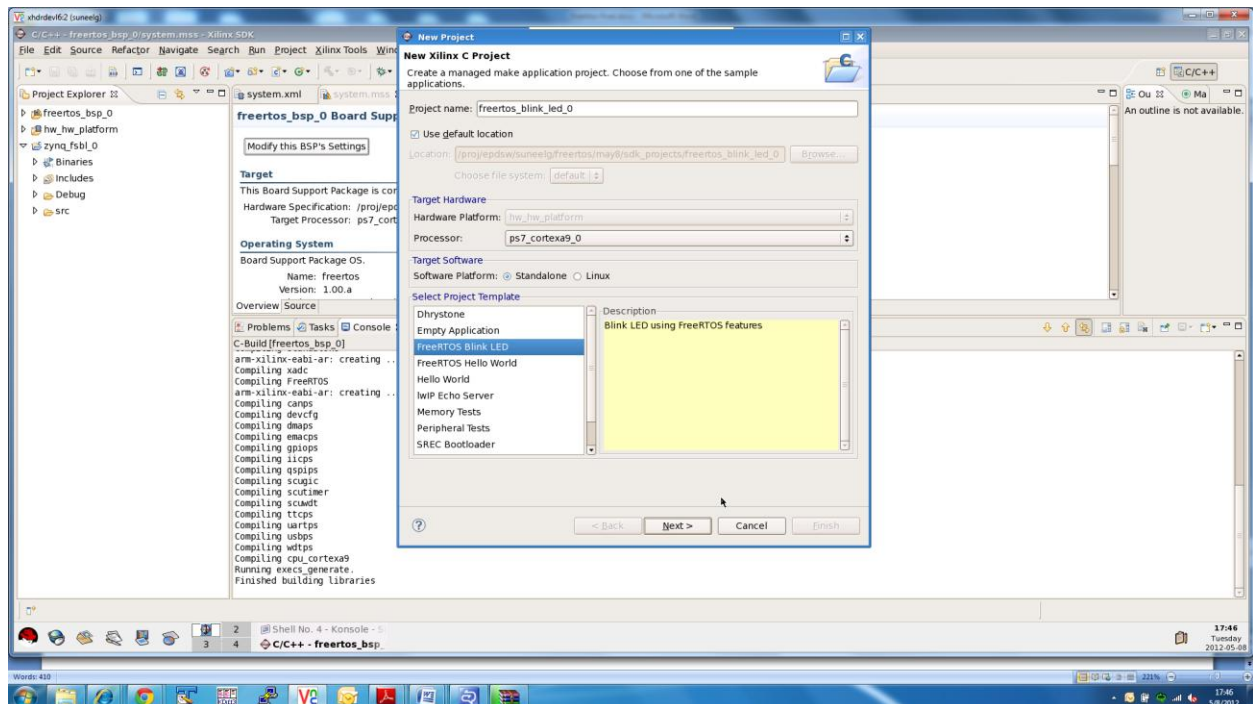 xhdrdevl6:2 (suneelg)
C/C++ - freertos_bsp_0/system.mss - Xilinx SDK
File Edit Source Refactor Navigate Search Run Project Xilinx Tools Wind
C/C++
Project Explorer
freertos_bsp_0
hw_hw_platform
zynq_fsbl_0
Binaries
Includes
Debug
src
system.xml system.mss
freertos_bsp_0 Board Supp
Modify this BSP's Settings
Target
This Board Support Package is con
Hardware Specification: /proj/epd
Target Processor: ps7_cort
Operating System
Board Support Package OS.
Name: freertos
Version: 1.00.a
Overview Source
Problems Tasks Console
C-Build [freertos_bsp_0]
arm-xilinx-eabi-ar: creating ..
Compiling xadc
Compiling FreeRTOS
arm-xilinx-eabi-ar: creating ..
Compiling canps
Compiling devcfg
Compiling dmaps
Compiling emacps
Compiling gpiops
Compiling iicps
Compiling qspips
Compiling scugic
Compiling scutimer
Compiling scuwdt
Compiling ttcps
Compiling uartps
Compiling usbps
Compiling wdtps
Compiling cpu_cortexa9
Running execs_generate.
Finished building libraries
New Project
New Xilinx C Project
Create a managed make application project. Choose from one of the sample
applications.
Project name: freertos_blink_led_0
Use default location
Location: /proj/epdsw/suneelg/freertos/may8/sdk_projects/freertos_blink_led_0 Browse...
Choose file system: default
Target Hardware
Hardware Platform: hw_hw_platform
Processor: ps7_cortexa9_0
Target Software
Software Platform: Standalone Linux
Select Project Template
Dhrystone
Empty Application
FreeRTOS Blink LED
FreeRTOS Hello World
Hello World
lwIP Echo Server
Memory Tests
Peripheral Tests
SREC Bootloader
Description
Blink LED using FreeRTOS features
< Back Next > Cancel Finish
Ou Ma
An outline is not available.
2 Shell No. 4 - Konsole - S
3 4 C/C++ - freertos_bsp_
17:46
Tuesday
2012-05-08
Words: 410
221%
17:46
5/8/2012